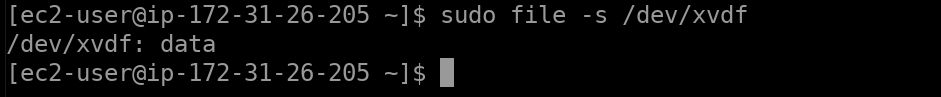 [ec2-user@ip-172-31-26-205 ~]$ sudo file -s /dev/xvdf
/dev/xvdf: data
[ec2-user@ip-172-31-26-205 ~]$